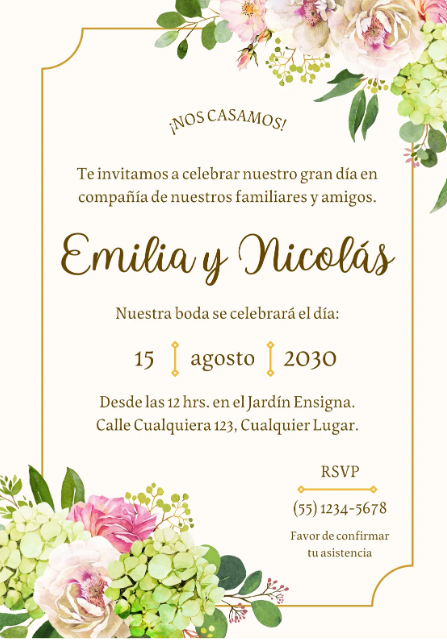 ¡NOS CASAMOS!
Te invitamos a celebrar nuestro gran día en
compañía de nuestros familiares y amigos.
Emilia y Nicolás
Nuestra boda se celebrará el día:
15 agosto 2030
Desde las 12 hrs. en el Jardín Ensigna.
Calle Cualquiera 123, Cualquier Lugar.
RSVP
(55) 1234-5678
Favor de confirmar
tu asistencia